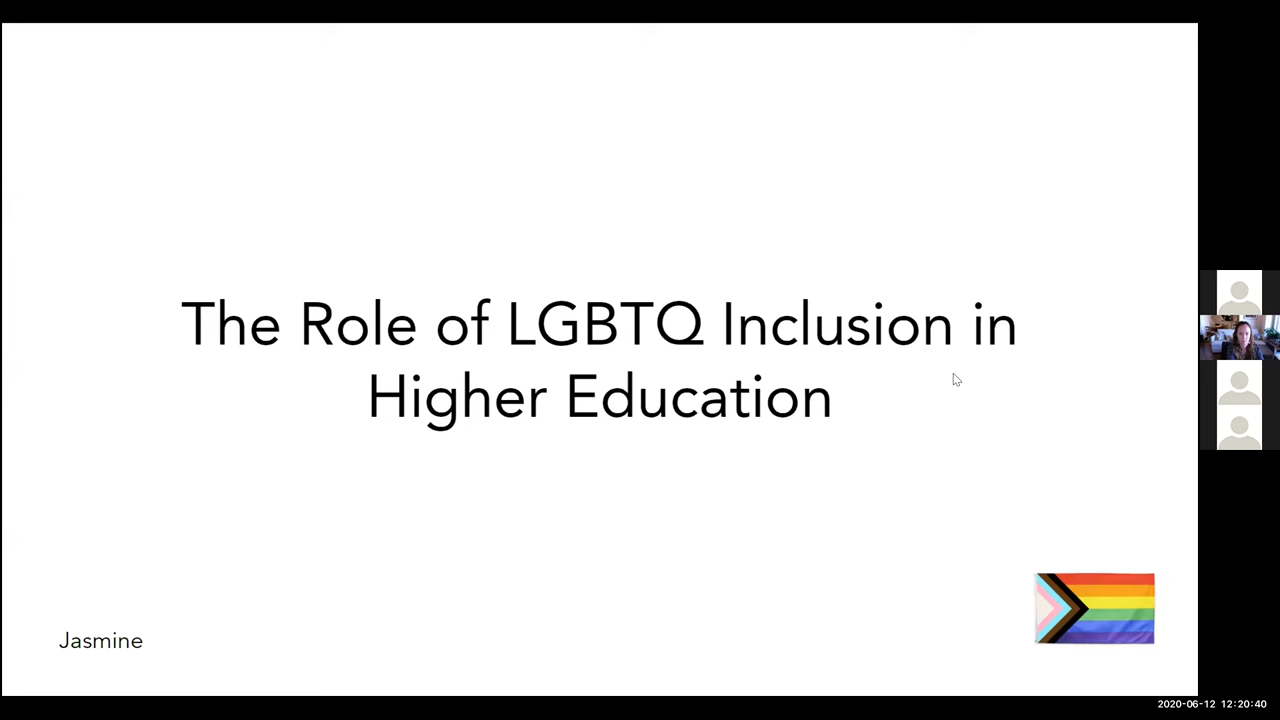 The Role of LGBTQ Inclusion in
Higher Education
Jasmine
2020-06-12 12:20:40